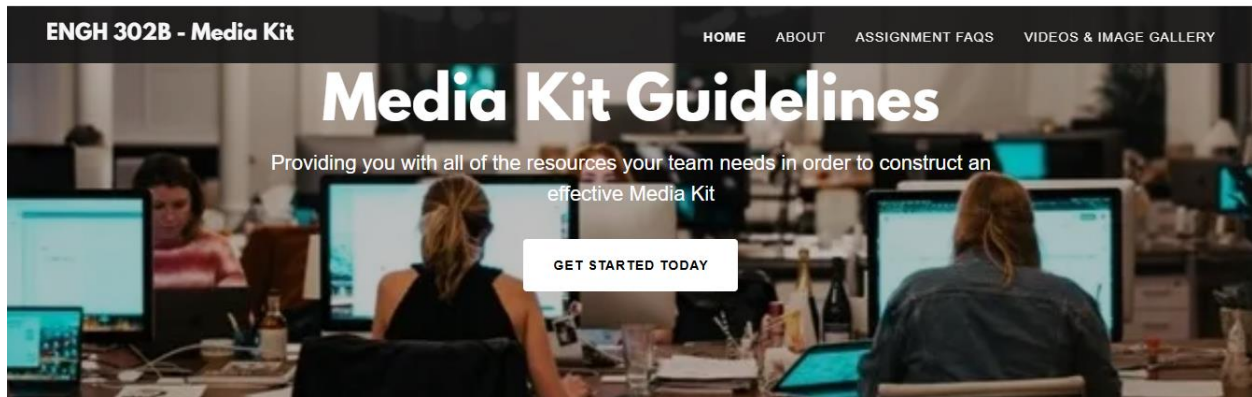 ENGH 302B - Media Kit
HOME ABOUT ASSIGNMENT FAQS VIDEOS & IMAGE GALLERY
Media Kit Guidelines
Providing you with all of the resources your team needs in order to construct an
effective Media Kit
GET STARTED TODAY